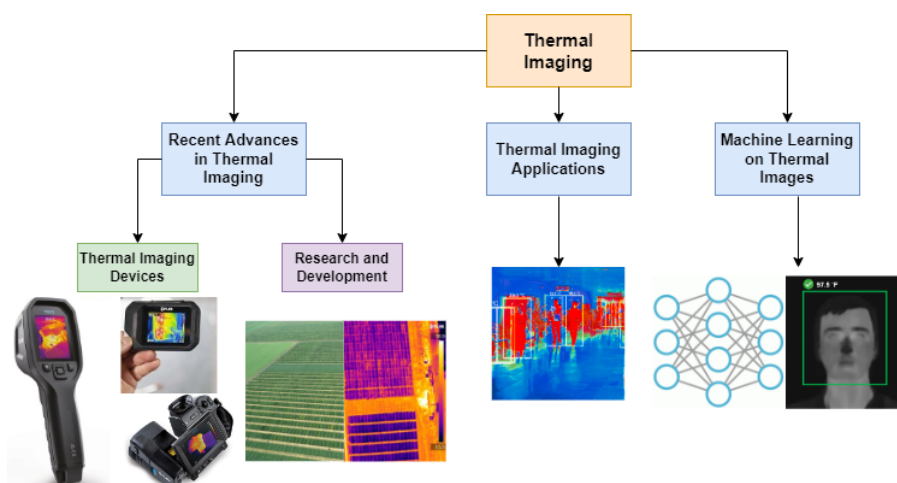 Thermal
Imaging
Recent Advances
in Thermal
Imaging
Thermal Imaging
Applications
Machine Learning
on Thermal
Images
Thermal Imaging
Devices
Research and
Development
97.5 °F